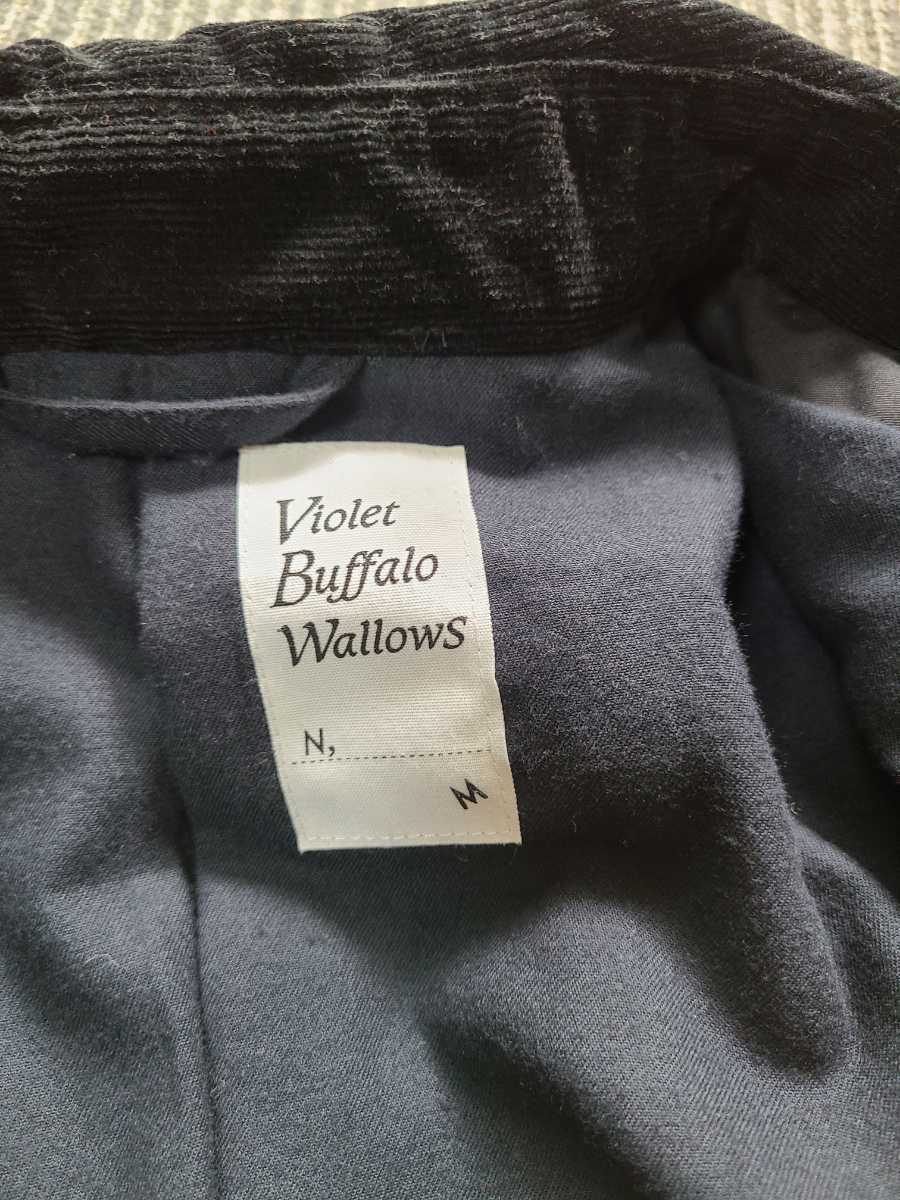 Violet
Buffalo
Wallows
N,
M